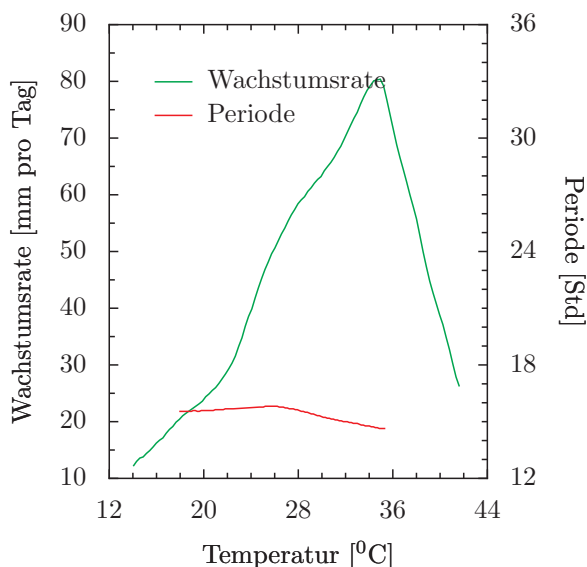 Wachstumsrate [mm pro Tag]
90
80
70
60
50
40
30
20
10
Wachstumsrate
Periode
36
30
24
18
12
Periode [Std]
12 20 28 36 44
Temperatur [⁰C]